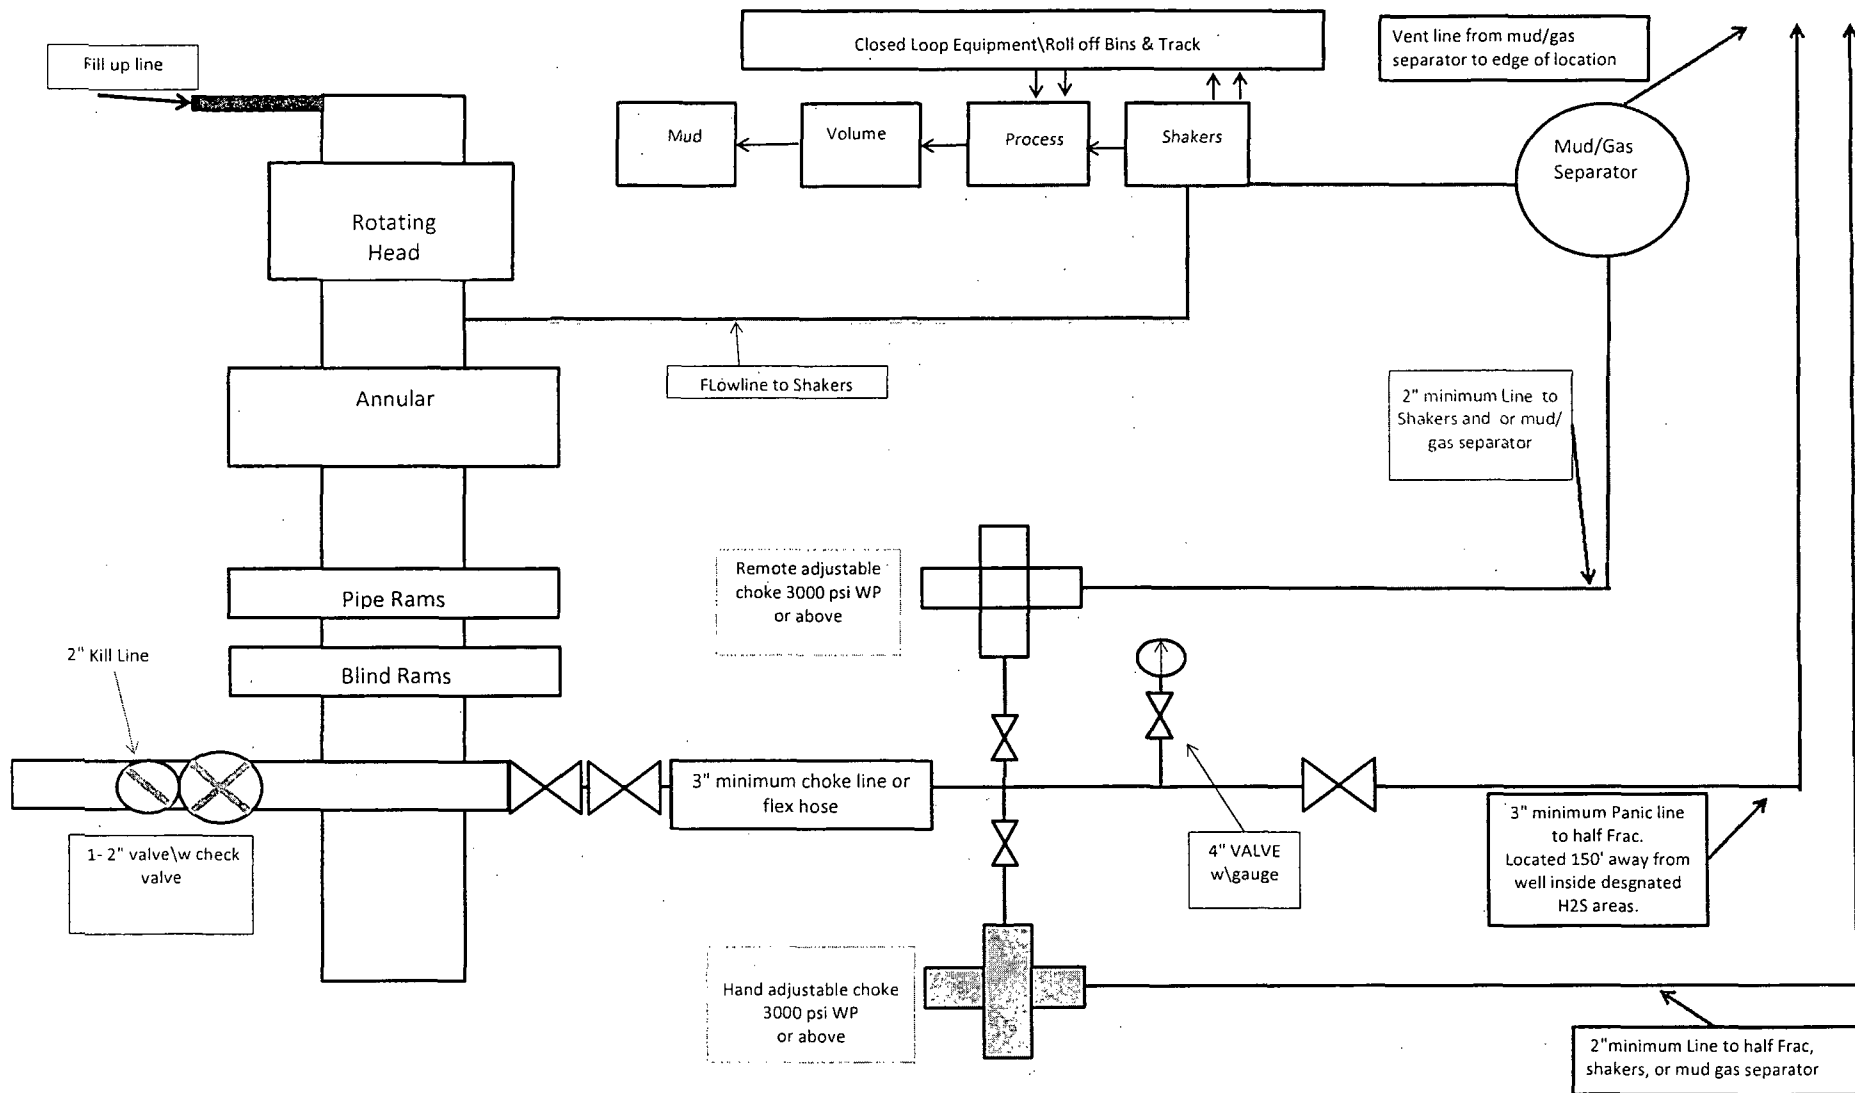 Fill up line
Closed Loop Equipment\Roll off Bins & Track
Vent line from mud/gas
separator to edge of location
Mud
Volume
Process
Shakers
Mud/Gas
Separator
Rotating
Head
FLowline to Shakers
Annular
2" minimum Line to
Shakers and or mud/
gas separator
Remote adjustable
choke 3000 psi WP
or above
Pipe Rams
2" Kill Line
Blind Rams
3" minimum choke line or
flex hose
1- 2" valve\w check
valve
4" VALVE
w\gauge
3" minimum Panic line
to half Frac.
Located 150' away from
well inside desgnated
H2S areas.
Hand adjustable choke
3000 psi WP
or above
2"minimum Line to half Frac,
shakers, or mud gas separator